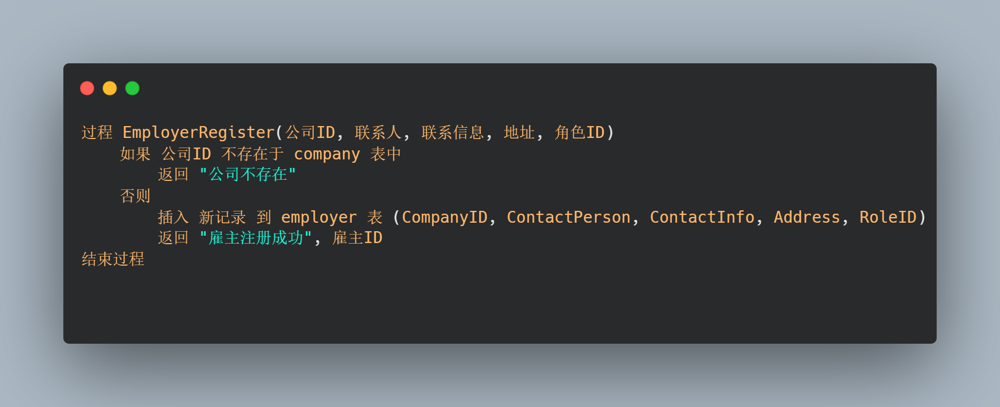 过程 EmployerRegister(公司ID, 联系人, 联系信息, 地址, 角色ID)
    如果 公司ID 不存在于 company 表中
        返回 "公司不存在"
    否则
        插入 新记录 到 employer 表 (CompanyID, ContactPerson, ContactInfo, Address, RoleID)
        返回 "雇主注册成功", 雇主ID
结束过程